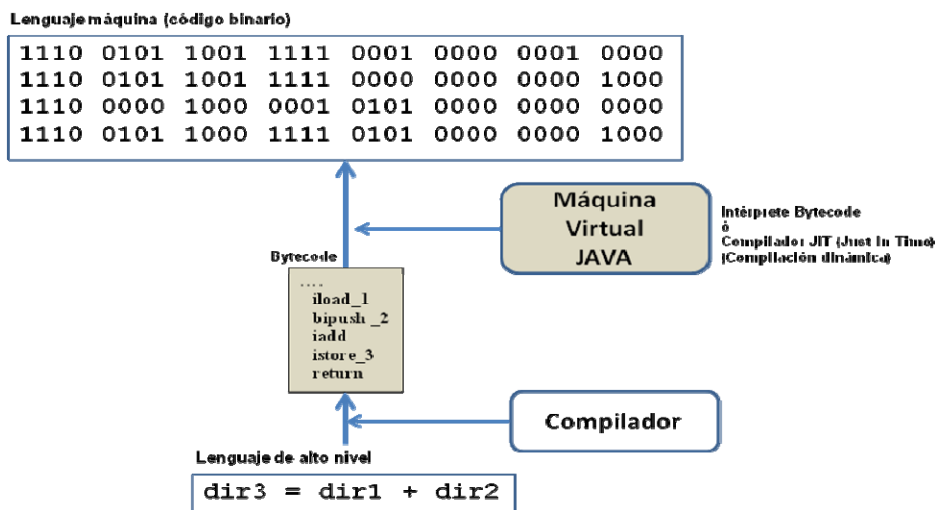 Lenguaje máquina (código binario)
1110 0101 1001 1111 0001 0000 0001 0000
1110 0101 1001 1111 0000 0000 0000 1000
1110 0000 1000 0001 0101 0000 0000 0000
1110 0101 1000 1111 0101 0000 0000 1000
Máquina
Virtual
JAVA
Intérprete Bytecode
ó
Compilador JIT (Just In Time)
(Compilación dinámica)
Bytecode
....
iload_1
bipush _2
iadd
istore_3
return
Compilador
Lenguaje de alto nivel
dir3 = dir1 + dir2